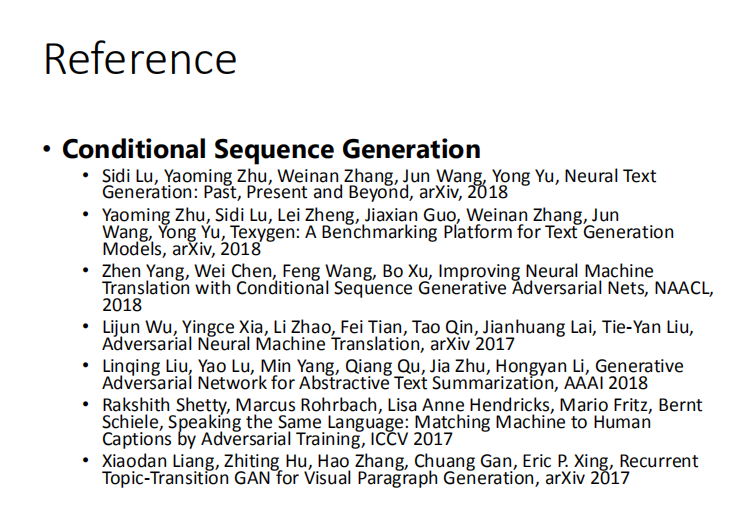 Reference
• Conditional Sequence Generation
• Sidi Lu, Yaoming Zhu, Weinan Zhang, Jun Wang, Yong Yu, Neural Text
Generation: Past, Present and Beyond, arXiv, 2018
• Yaoming Zhu, Sidi Lu, Lei Zheng, Jiaxian Guo, Weinan Zhang, Jun
Wang, Yong Yu, Texygen: A Benchmarking Platform for Text Generation
Models, arXiv, 2018
• Zhen Yang, Wei Chen, Feng Wang, Bo Xu, Improving Neural Machine
Translation with Conditional Sequence Generative Adversarial Nets, NAACL,
2018
• Lijun Wu, Yingce Xia, Li Zhao, Fei Tian, Tao Qin, Jianhuang Lai, Tie-Yan Liu,
Adversarial Neural Machine Translation, arXiv 2017
• Linqing Liu, Yao Lu, Min Yang, Qiang Qu, Jia Zhu, Hongyan Li, Generative
Adversarial Network for Abstractive Text Summarization, AAAI 2018
• Rakshith Shetty, Marcus Rohrbach, Lisa Anne Hendricks, Mario Fritz, Bernt
Schiele, Speaking the Same Language: Matching Machine to Human
Captions by Adversarial Training, ICCV 2017
• Xiaodan Liang, Zhiting Hu, Hao Zhang, Chuang Gan, Eric P. Xing, Recurrent
Topic-Transition GAN for Visual Paragraph Generation, arXiv 2017